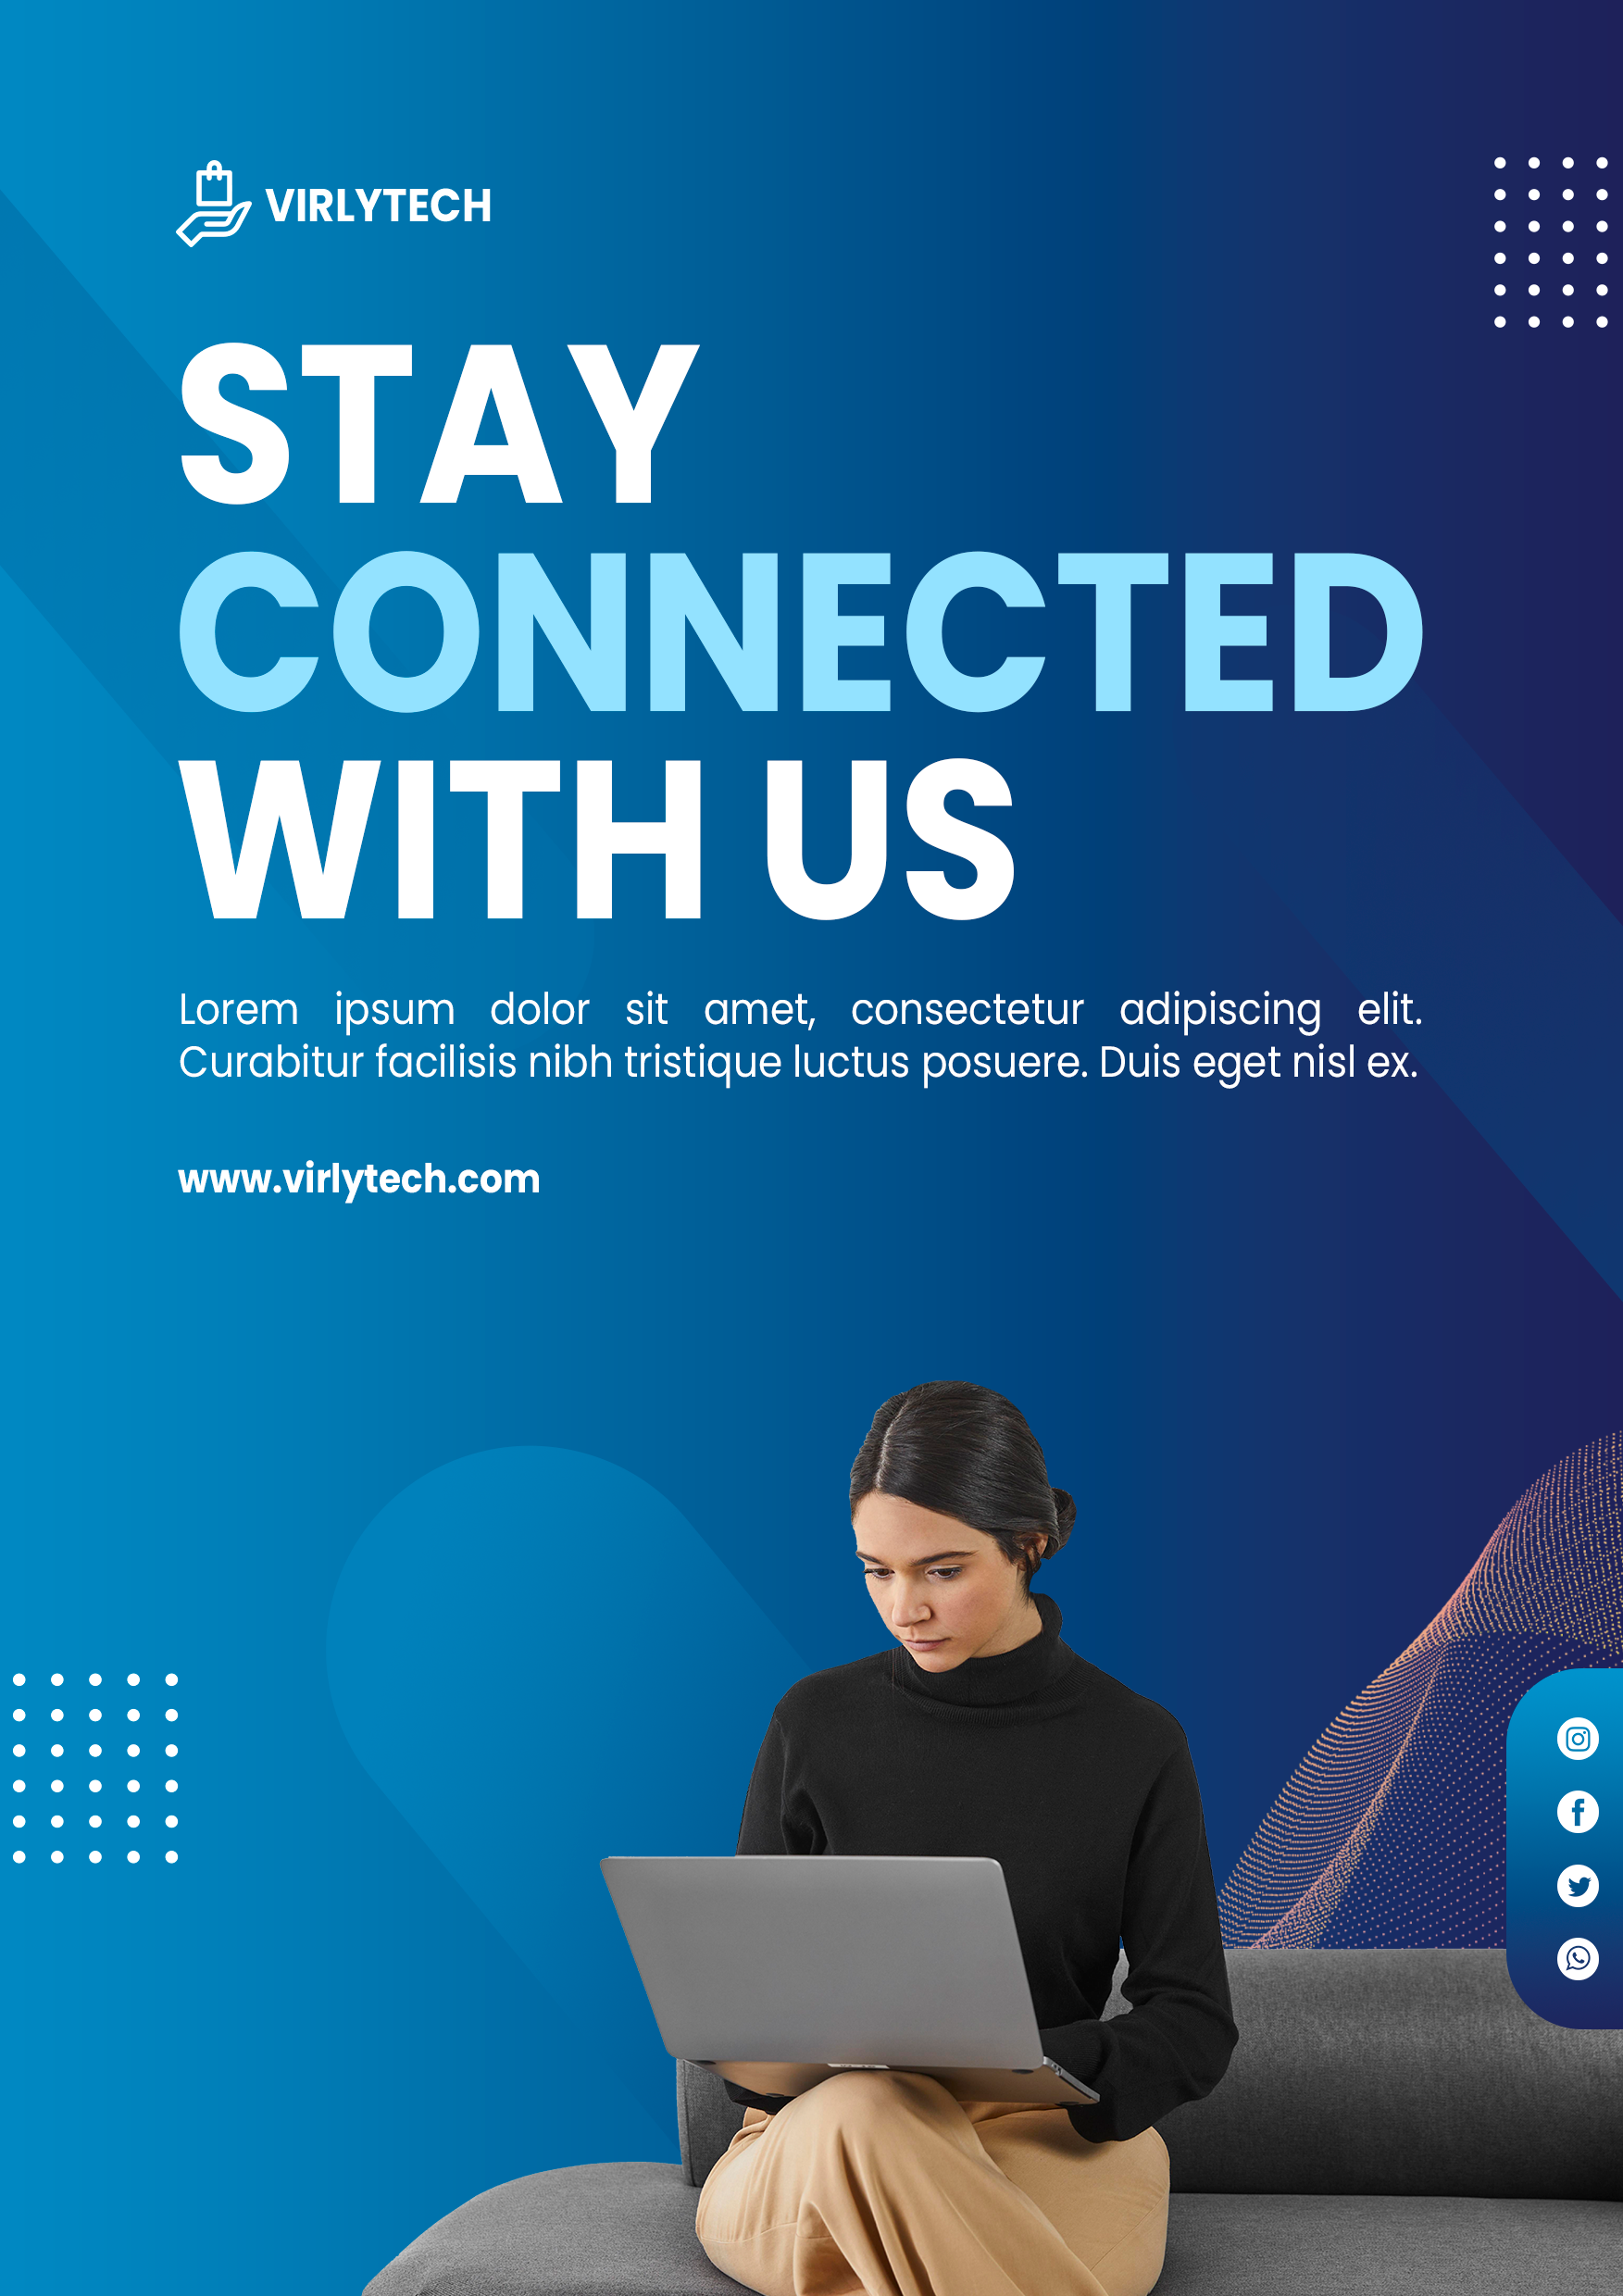 VIRLYTECH
STAY
CONNECTED
WITH US
Lorem ipsum dolor sit amet, consectetur adipiscing elit.
Curabitur facilisis nibh tristique luctus posuere. Duis eget nisl ex.
www.virlytech.com